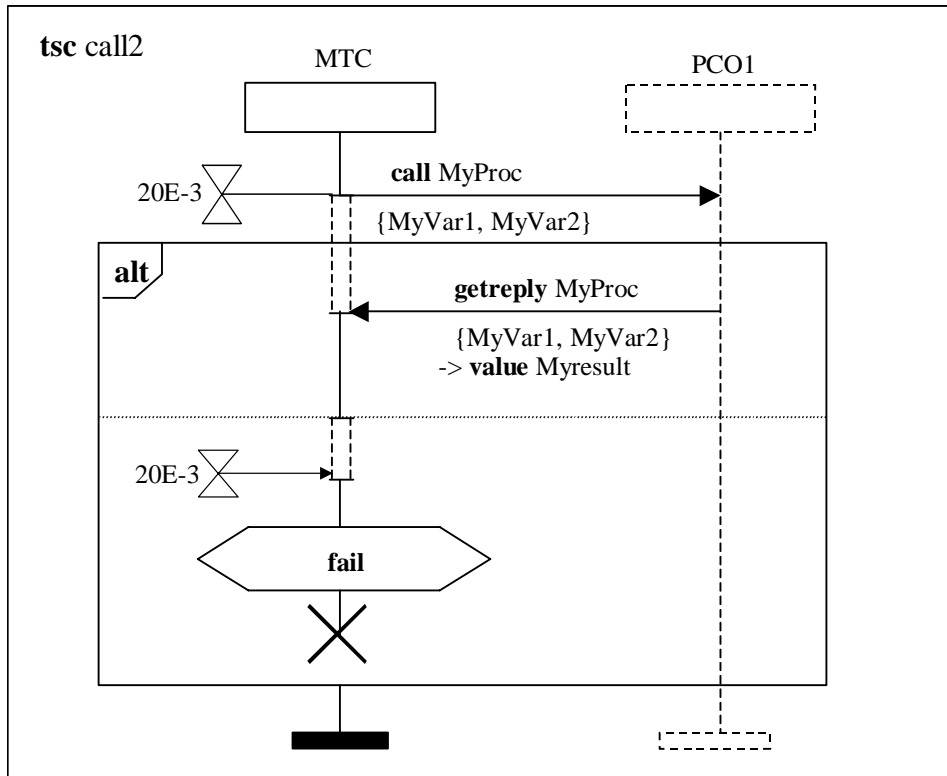 tsc call2
MTC
PCO1
20E-3
call MyProc
{MyVar1, MyVar2}
alt
getreply MyProc
{MyVar1, MyVar2}
-> value Myresult
20E-3
fail